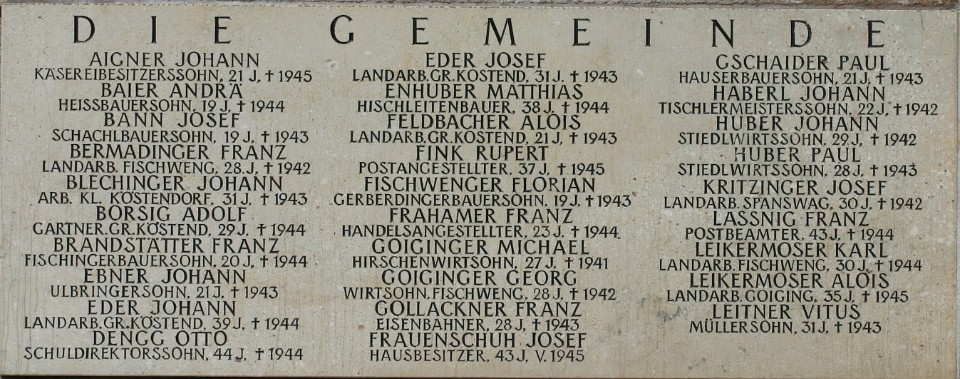 DIE GEMEINDE
AIGNER JOHANN
KÄSEREIBESITZERSSOHN, 21 J. † 1945
BAIER ANDRÄ
HEISSBAUERSOHN, 19 J. † 1944
BANN JOSEF
SCHACHLBAUERSOHN, 19 J. † 1943
BERMADINGER FRANZ
LANDARB. FISCHWENG. 28 J. † 1942
BLECHINGER JOHANN
ARB. KL. KÖSTENDORF. 31 J. † 1943
BORSIG ADOLF
GÄRTNER.GR.KÖSTEND. 29 J. † 1944
BRANDSTÄTTER FRANZ
FISCHINGERBAUERSOHN, 20 J. † 1944
EBNER JOHANN
ULBRINGERSOHN, 21 J. † 1943
EDER JOHANN
LANDARB.GR.KÖSTEND. 39 J. † 1944
DENGG OTTO
SCHULDIREKTORSSOHN, 44 J. † 1944
EDER JOSEF
LANDARB.GR.KÖSTEND, 31 J. † 1943
ENHUBER MATTHIAS
HISCHLEITENBAUER, 38 J. † 1944
FELDBACHER ALOIS
LANDARB.GR.KÖSTEND, 21 J. † 1943
FINK RUPERT
POSTANGESTELLTER, 37 J. † 1945
FISCHWENGER FLORIAN
GERBERDINGERBAUERSOHN, 19 J. † 1943
FRAHAMER FRANZ
HANDELSANGESTELLTER, 23 J. † 1944
GOIGINGER MICHAEL
HIRSCHENWIRTSOHN, 27 J. † 1941
GOIGINGER GEORG
WIRTSOHN.FISCHWENG, 28 J. † 1942
GOLLACKNER FRANZ
EISENBAHNER, 28 J. † 1943
FRAUENSCHUH JOSEF
HAUSBESITZER, 43 J. V. 1945
GSCHAIDER PAUL
HAUSERBAUERSOHN, 21 J. † 1943
HABERL JOHANN
TISCHLERMEISTERSSOHN, 22 J. † 1942
HUBER JOHANN
STIEDLWIRTSSOHN, 29 J. † 1942
HUBER PAUL
STIEDLWIRTSSOHN, 28 J. † 1943
KRITZINGER JOSEF
LANDARB. SPANSWAG, 30 J. † 1942
LASSNIG FRANZ
POSTBEAMTER, 43 J. † 1944
LEIKERMOSER KARL
LANDARB. FISCHWENG, 30 J. † 1944
LEIKERMOSER ALOIS
LANDARB. GOIGING, 35 J. † 1945
LEITNER VITUS
MÜLLERSOHN, 31 J. † 1943